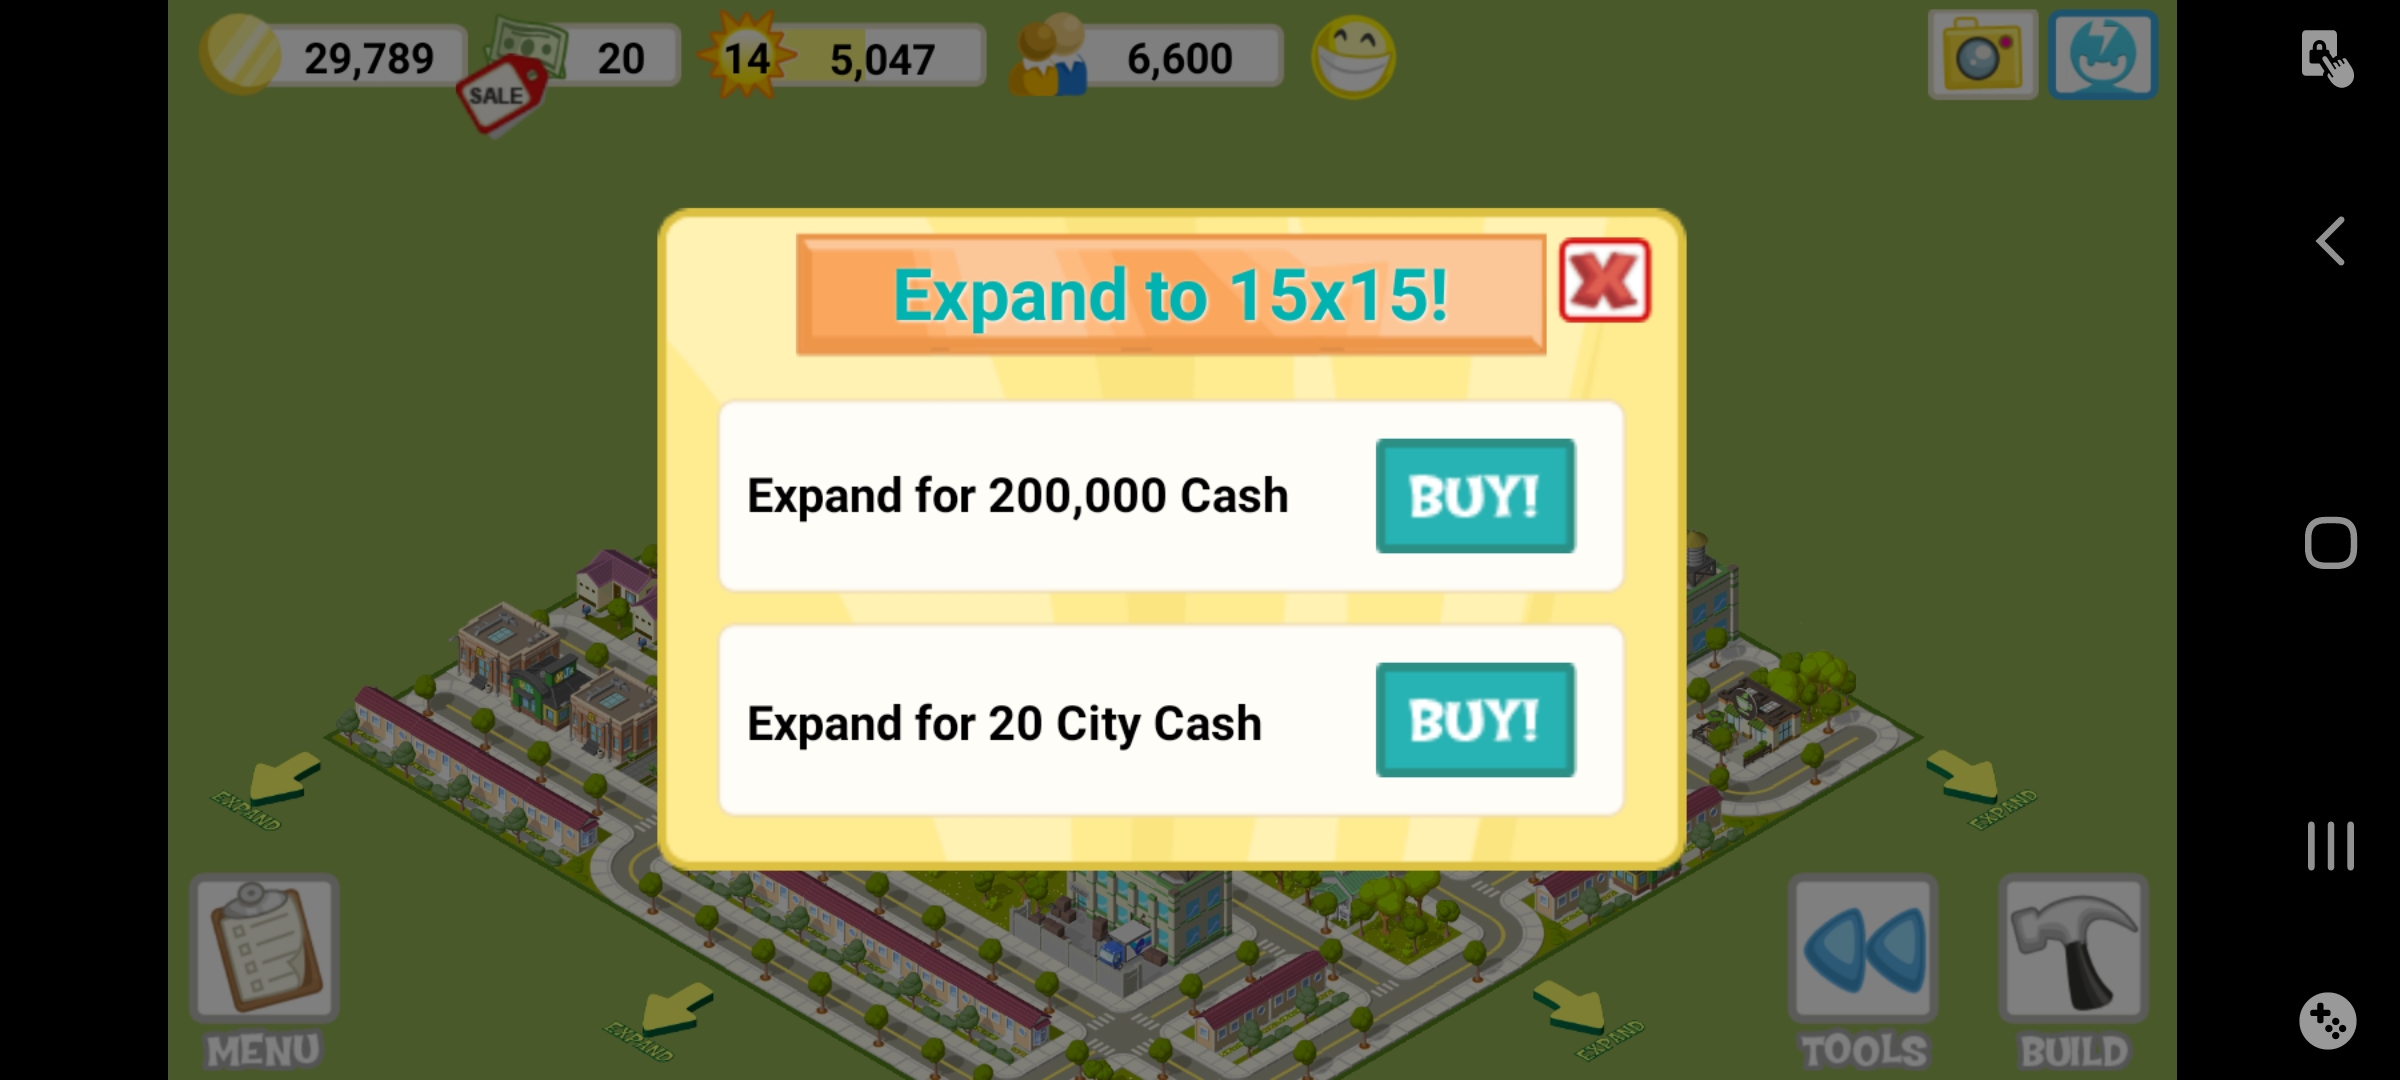 29,789
20
14
5,047
6,600
SALE
Expand to 15x15!
X
Expand for 200,000 Cash
BUY!
Expand for 20 City Cash
BUY!
EXPAND
EXPAND
EXPAND
EXPAND
MENU
TOOLS
BUILD